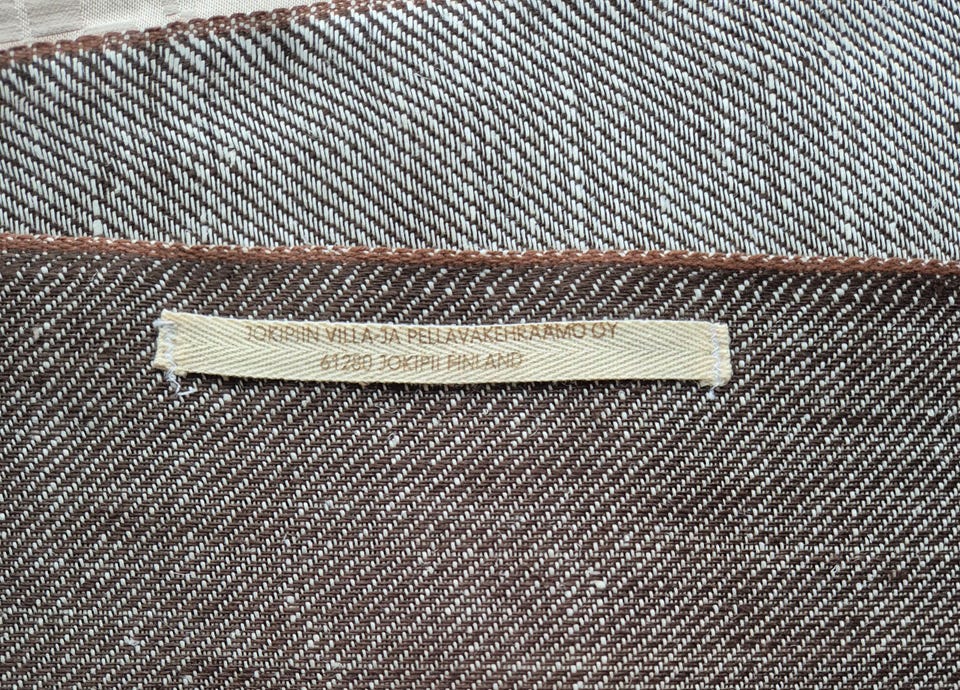 JOKIPIIN VILLA-JA PELLAVAKEHRÄÄMÖ OY
61280 JOKIPII FINLAND